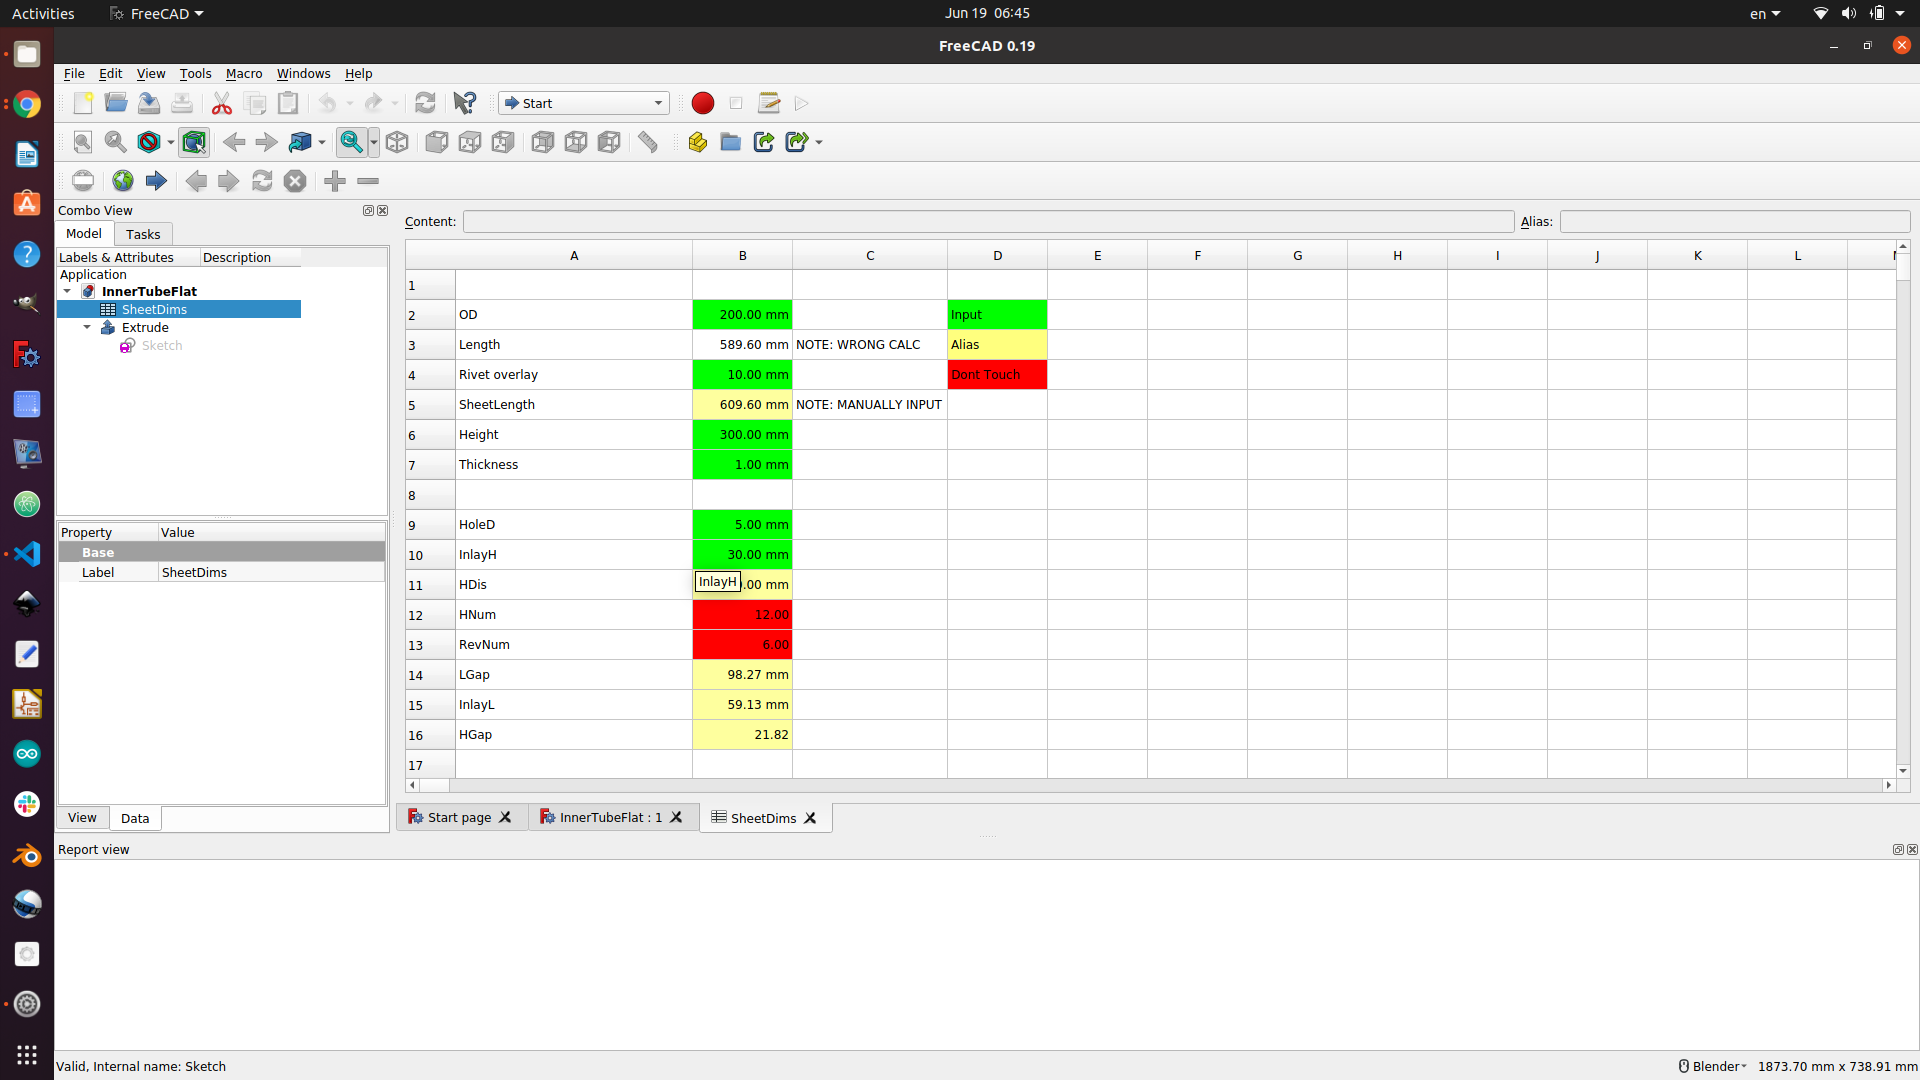 Activities FreeCAD Jun 19 06:45 en
FreeCAD 0.19
File Edit View Tools Macro Windows Help
Start
Combo View
Model Tasks
Labels & Attributes Description
Application
InnerTubeFlat
SheetDims
Extrude
Sketch
Property Value
Base
Label SheetDims
View Data
Content: Alias:
A B C D E F G H I J K L
1
2 OD 200.00 mm Input
3 Length 589.60 mm NOTE: WRONG CALC Alias
4 Rivet overlay 10.00 mm Dont Touch
5 SheetLength 609.60 mm NOTE: MANUALLY INPUT
6 Height 300.00 mm
7 Thickness 1.00 mm
8
9 HoleD 5.00 mm
10 InlayH 30.00 mm
11 HDis InlayH .00 mm
12 HNum 12.00
13 RevNum 6.00
14 LGap 98.27 mm
15 InlayL 59.13 mm
16 HGap 21.82
17
Start page InnerTubeFlat : 1 SheetDims
Report view
Valid, Internal name: Sketch Blender 1873.70 mm x 738.91 mm